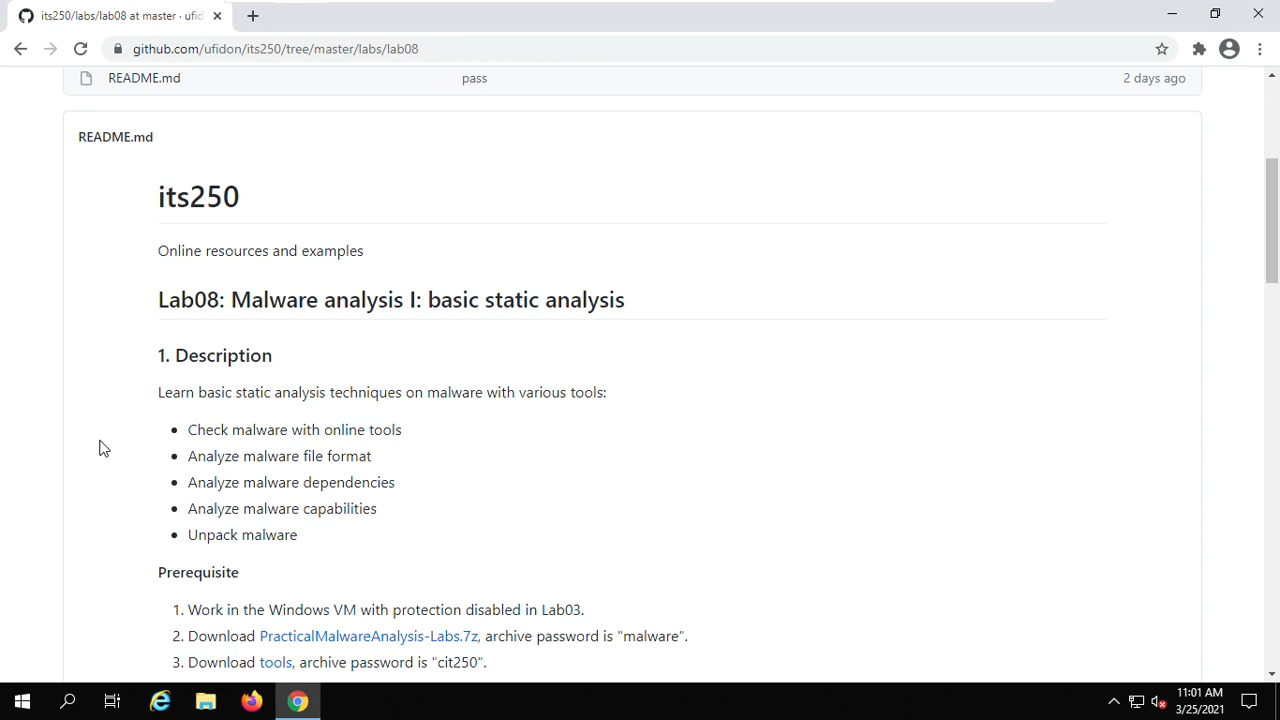 its250/labs/lab08 at master · ufid
github.com/ufidon/its250/tree/master/labs/lab08
README.md pass 2 days ago
README.md
its250
Online resources and examples
Lab08: Malware analysis I: basic static analysis
1. Description
Learn basic static analysis techniques on malware with various tools:
Check malware with online tools
Analyze malware file format
Analyze malware dependencies
Analyze malware capabilities
Unpack malware
Prerequisite
1. Work in the Windows VM with protection disabled in Lab03.
2. Download PracticalMalwareAnalysis-Labs.7z, archive password is "malware".
3. Download tools, archive password is "cit250".
11:01 AM
3/25/2021